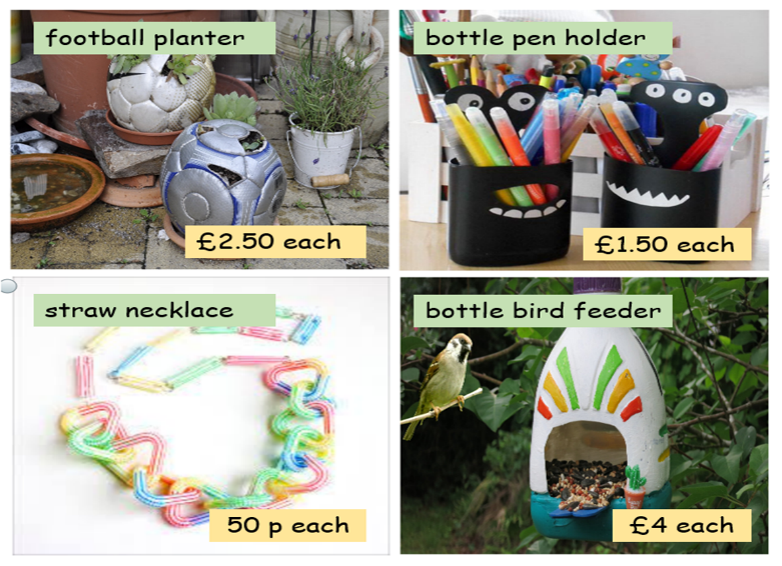 football planter
£2.50 each
bottle pen holder
£1.50 each
straw necklace
50 p each
bottle bird feeder
£4 each